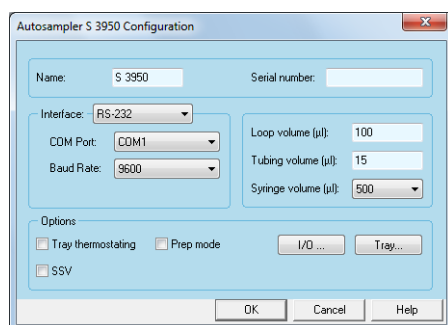 Autosampler S 3950 Configuration
Name: S 3950 Serial number:
Interface: RS-232
COM Port: COM1
Baud Rate: 9600
Loop volume (µl): 100
Tubing volume (µl): 15
Syringe volume (µl): 500
Options
Tray thermostating Prep mode I/O ... Tray...
SSV
OK Cancel Help